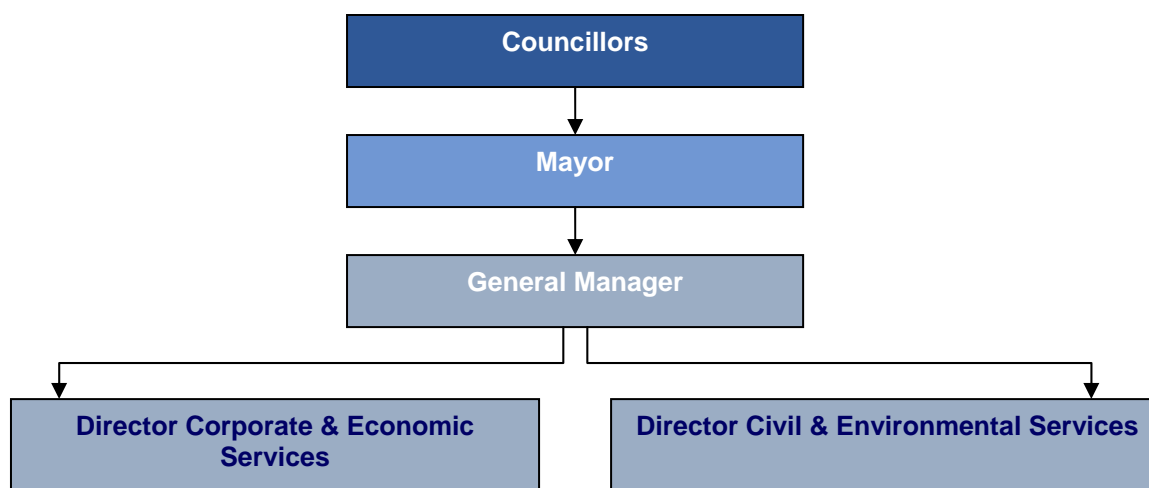 Councillors
Mayor
General Manager
Director Corporate & Economic
Services
Director Civil & Environmental Services